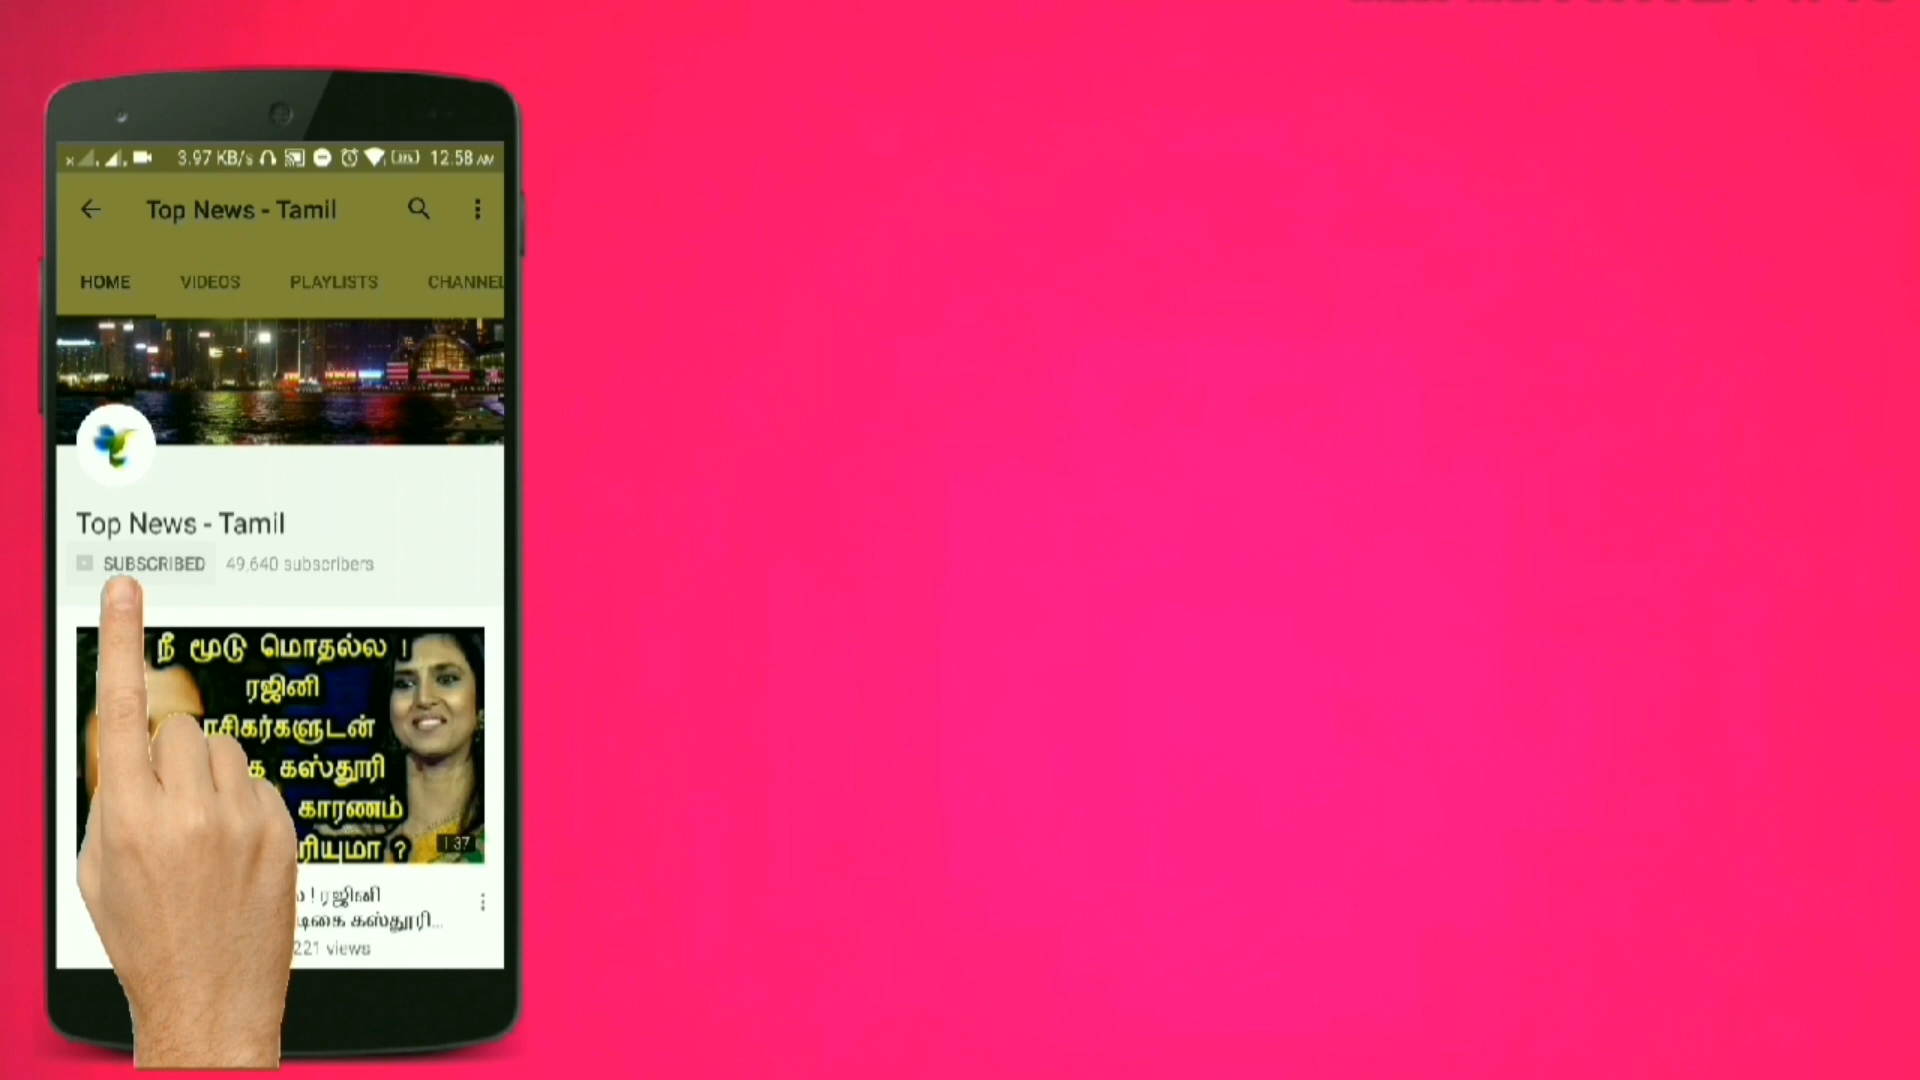 3.97 KB/s 12.58 AM
Top News - Tamil
HOME VIDEOS PLAYLISTS CHANNEL
Top News - Tamil
SUBSCRIBED 49,640 subscribers
நீ மூடு மொதல்ல !
ரஜினி
ரசிகர்களுடன்
கஸ்தூரி
காரணம்
ரியுமா ?
1:37
! ரஜினி
டிகை கஸ்தூரி...
221 views